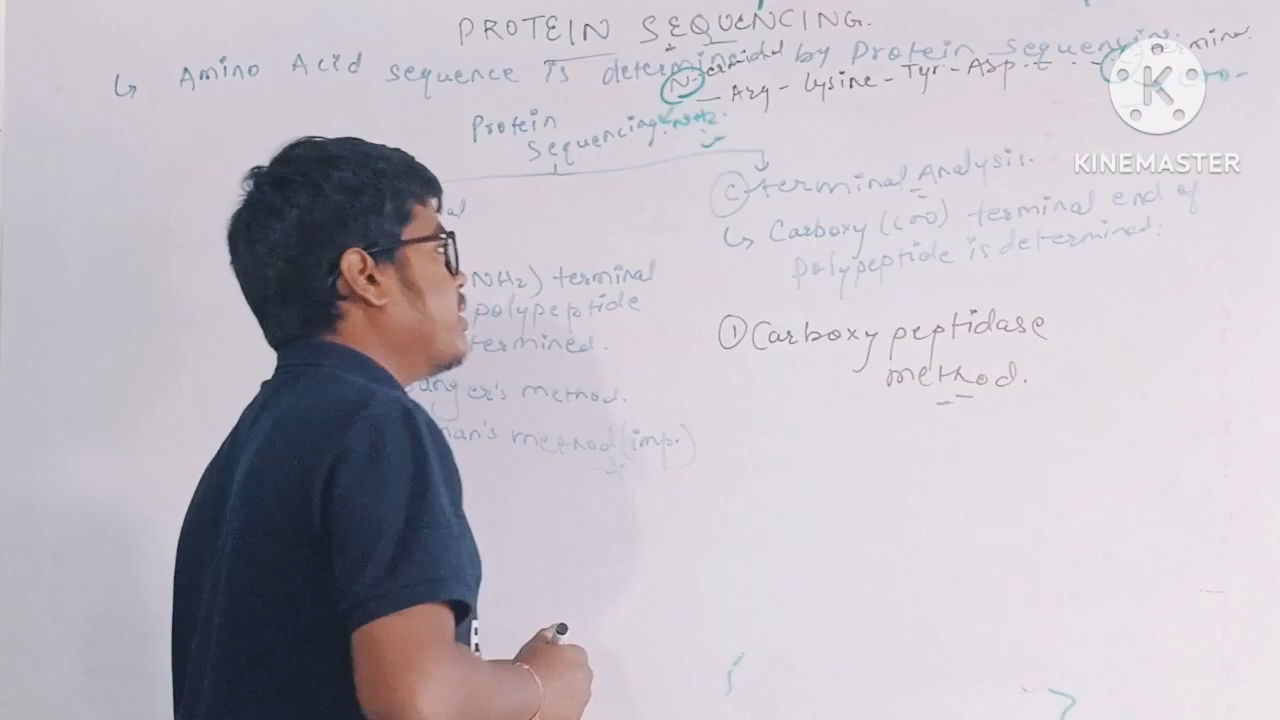 PROTEIN SEQUENCING.
↳ Amino Acid sequence is determined by Protein sequencing.
N-terminal
— Arg - Lysine - Tyr - Asp
NH2.
Protein
Sequencing.
C-terminal Analysis.
↳ Carboxy (COO) terminal end of
polypeptide is determined.
NH2) terminal
polypeptide
termined.
anger's method.
man's method (imp.)
① Carboxy peptidase
method.
K
KINEMASTER